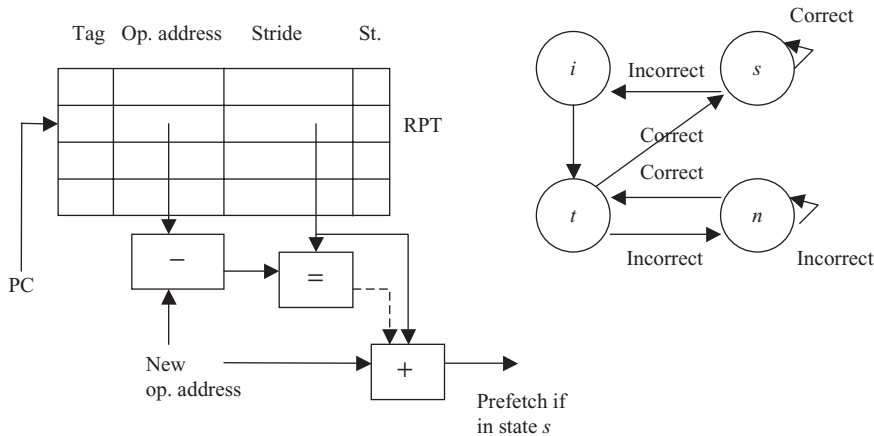 Tag Op. address Stride St.
RPT
PC
−
=
New
op. address
+
Prefetch if
in state s
i
s
Correct
Incorrect
Correct
Correct
t
n
Incorrect
Incorrect